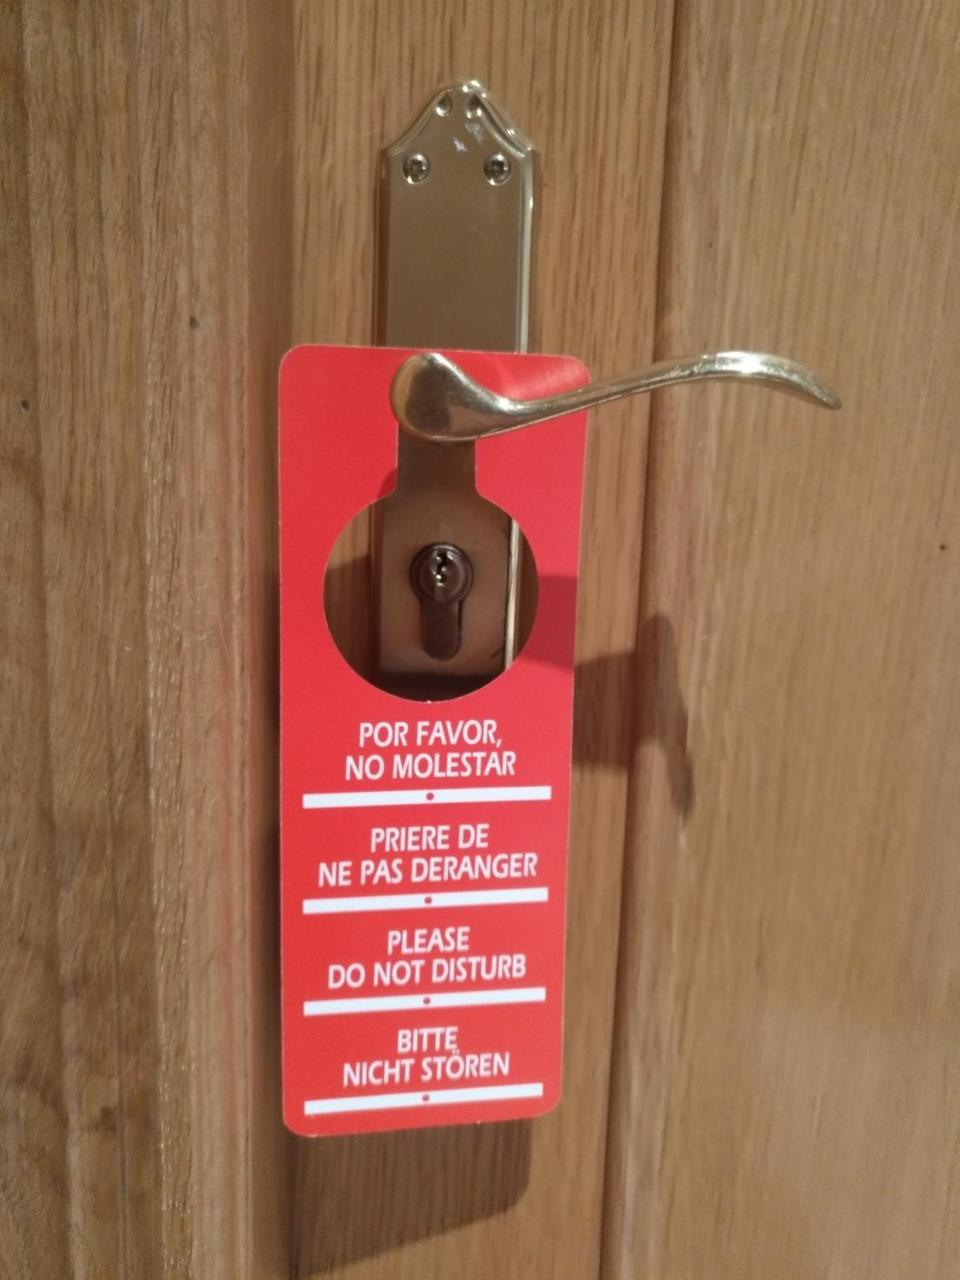 POR FAVOR,
NO MOLESTAR
PRIERE DE
NE PAS DERANGER
PLEASE
DO NOT DISTURB
BITTE
NICHT STÖREN